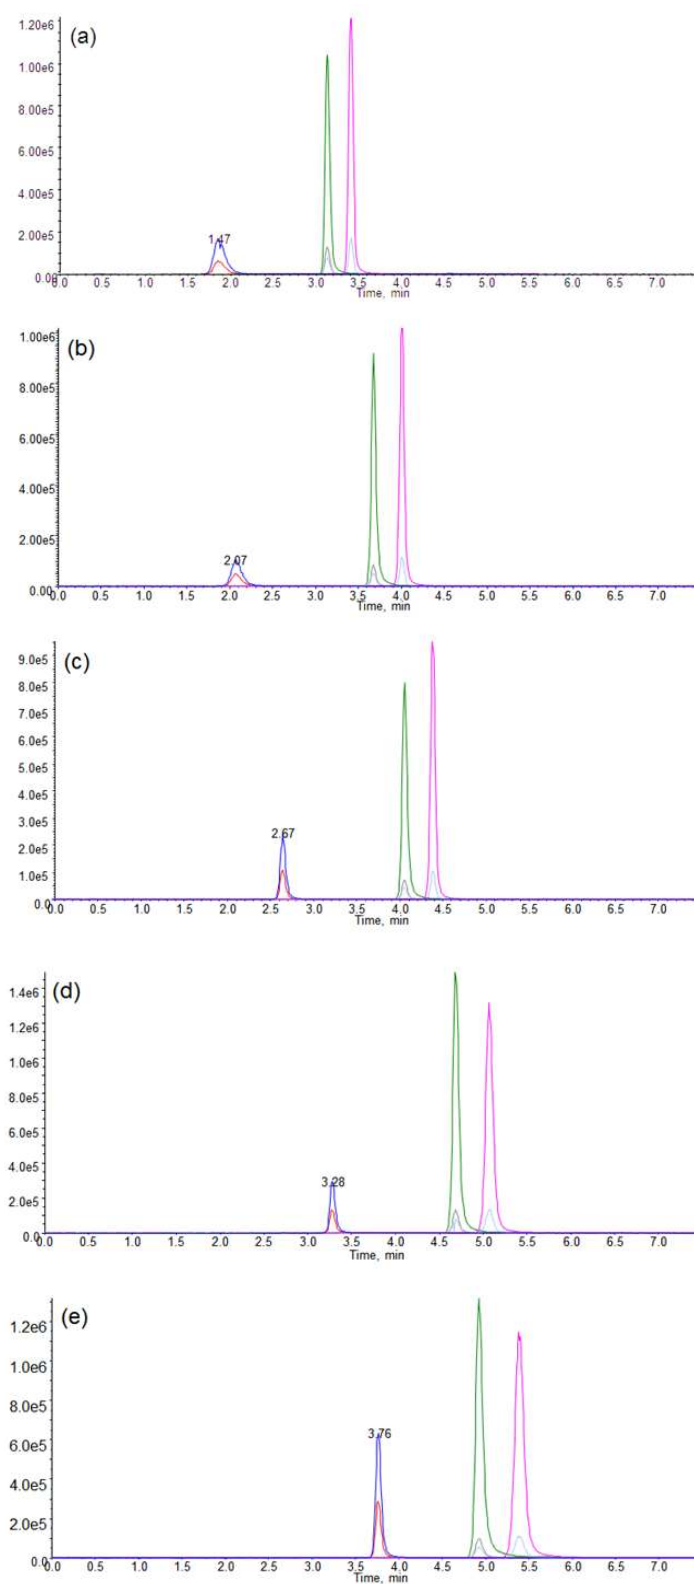 (a)
1.20e6
1.00e6
8.00e5
6.00e5
4.00e5
2.00e5
0.00
1.47
0.0 0.5 1.0 1.5 2.0 2.5 3.0 3.5 4.0 4.5 5.0 5.5 6.0 6.5 7.0
Time, min
(b)
1.00e6
8.00e5
6.00e5
4.00e5
2.00e5
0.00
2.07
0.0 0.5 1.0 1.5 2.0 2.5 3.0 3.5 4.0 4.5 5.0 5.5 6.0 6.5 7.0
Time, min
(c)
9.0e5
8.0e5
7.0e5
6.0e5
5.0e5
4.0e5
3.0e5
2.0e5
1.0e5
0.0
2.67
0.0 0.5 1.0 1.5 2.0 2.5 3.0 3.5 4.0 4.5 5.0 5.5 6.0 6.5 7.0
Time, min
(d)
1.4e6
1.2e6
1.0e6
8.0e5
6.0e5
4.0e5
2.0e5
0.0
3.28
0.0 0.5 1.0 1.5 2.0 2.5 3.0 3.5 4.0 4.5 5.0 5.5 6.0 6.5 7.0
Time, min
(e)
1.2e6
1.0e6
8.0e5
6.0e5
4.0e5
2.0e5
0.0
3.76
0.0 0.5 1.0 1.5 2.0 2.5 3.0 3.5 4.0 4.5 5.0 5.5 6.0 6.5 7.0
Time, min